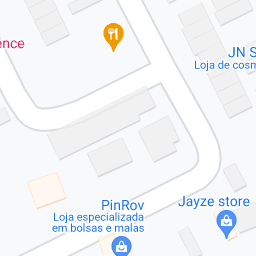 ence
JN S
Loja de cosm
PinRov
Loja especializada
em bolsas e malas
Jayze store